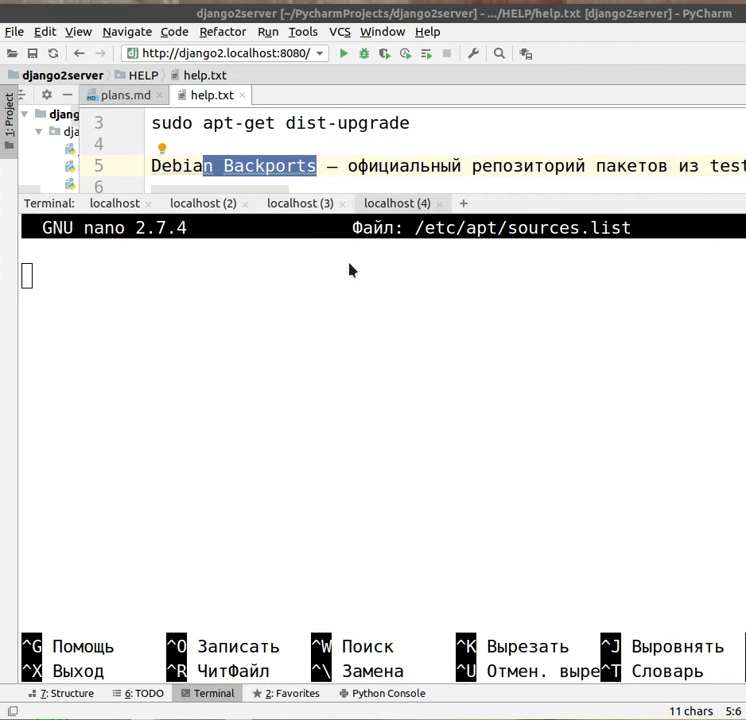 django2server [~/PycharmProjects/django2server] - .../HELP/help.txt [django2server] - PyCharm
File Edit View Navigate Code Refactor Run Tools VCS Window Help
http://django2.localhost:8080/
django2server HELP help.txt
1: Project
plans.md help.txt
djang
dja
3 sudo apt-get dist-upgrade
4
5 Debian Backports — официальный репозиторий пакетов из test
6
Terminal: localhost localhost (2) localhost (3) localhost (4) +
GNU nano 2.7.4 Файл: /etc/apt/sources.list
^G Помощь ^O Записать ^W Поиск ^K Вырезать ^J Выровнять
^X Выход ^R ЧитФайл ^\ Замена ^U Отмен. выре^T Словарь
7: Structure 6: TODO Terminal 2: Favorites Python Console
11 chars 5:6